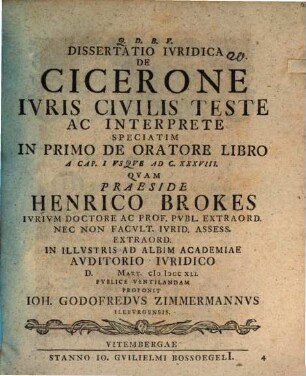 Q. D. B. V.
DISSERTATIO IVRIDICA
DE
CICERONE
IVRIS CIVILIS TESTE
AC INTERPRETE
SPECIATIM
IN PRIMO DE ORATORE LIBRO
A CAP. I VSQVE AD C. XXXVIII.
QVAM
PRAESIDE
HENRICO BROKES
IVRIVM DOCTORE AC PROF. PVBL. EXTRAORD.
NEC NON FACVLT. IVRID. ASSESS.
EXTRAORD.
IN ILLVSTRIS AD ALBIM ACADEMIAE
AVDITORIO IVRIDICO
D. MAII. cIɔ Iɔcc XLI.
PVBLICE VENTILANDAM
PROPONIT
IOH. GODOFREDVS ZIMMERMANNVS
VITEMBERGAE
STANNO IO. GVILIELMI BOSSOEGELI. 4